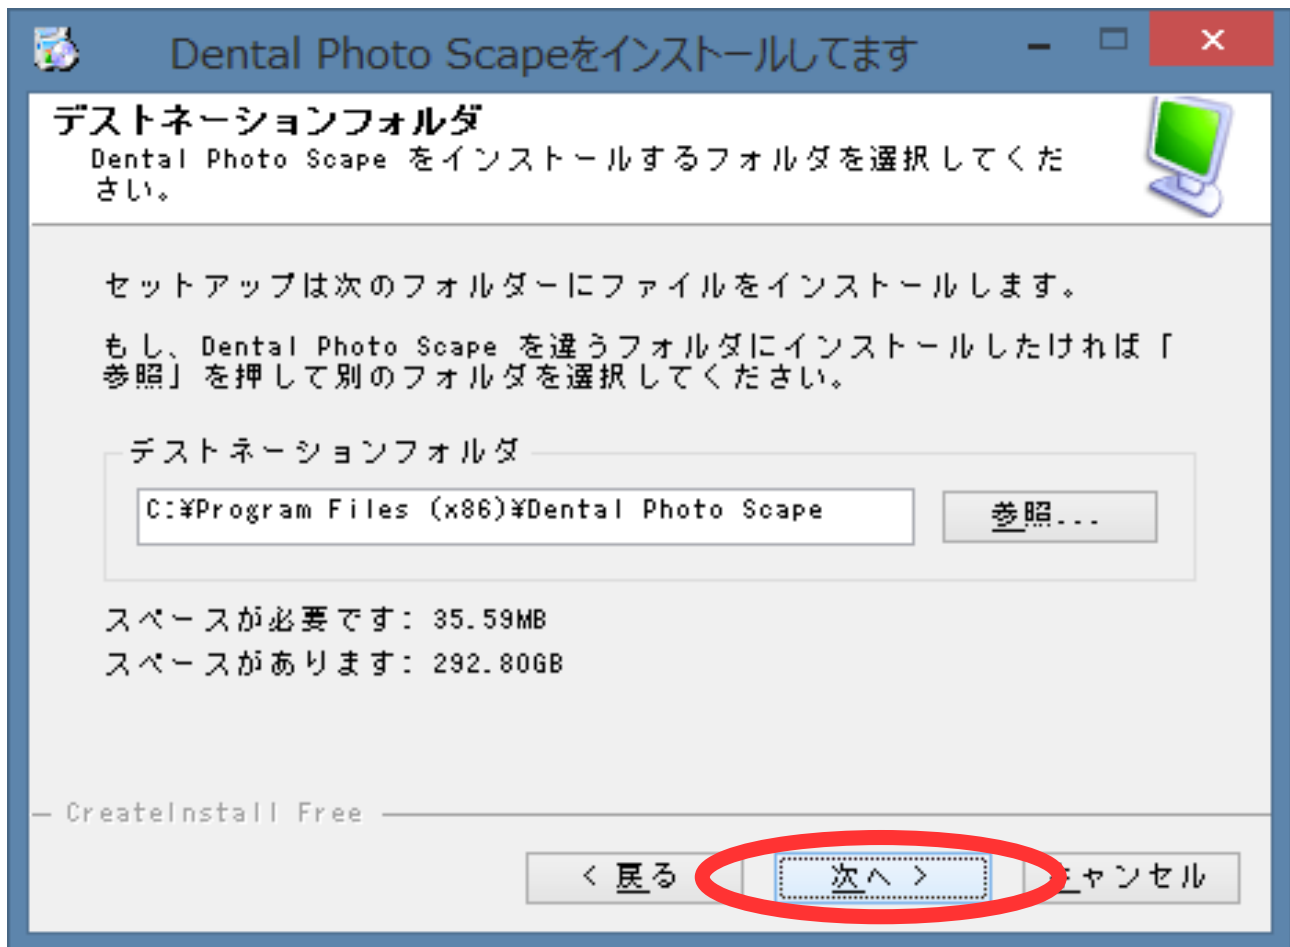 Dental Photo Scapeをインストールしてます
デストネーションフォルダ
Dental Photo Scape をインストールするフォルダを選択してくだ
さい。
セットアップは次のフォルダーにファイルをインストールします。
もし、Dental Photo Scape を違うフォルダにインストールしたければ「
参照」を押して別のフォルダを選択してください。
デストネーションフォルダ
C:¥Program Files (x86)¥Dental Photo Scape
参照...
スペースが必要です: 35.59MB
スペースがあります: 292.80GB
CreateInstall Free
< 戻る
次へ >
キャンセル